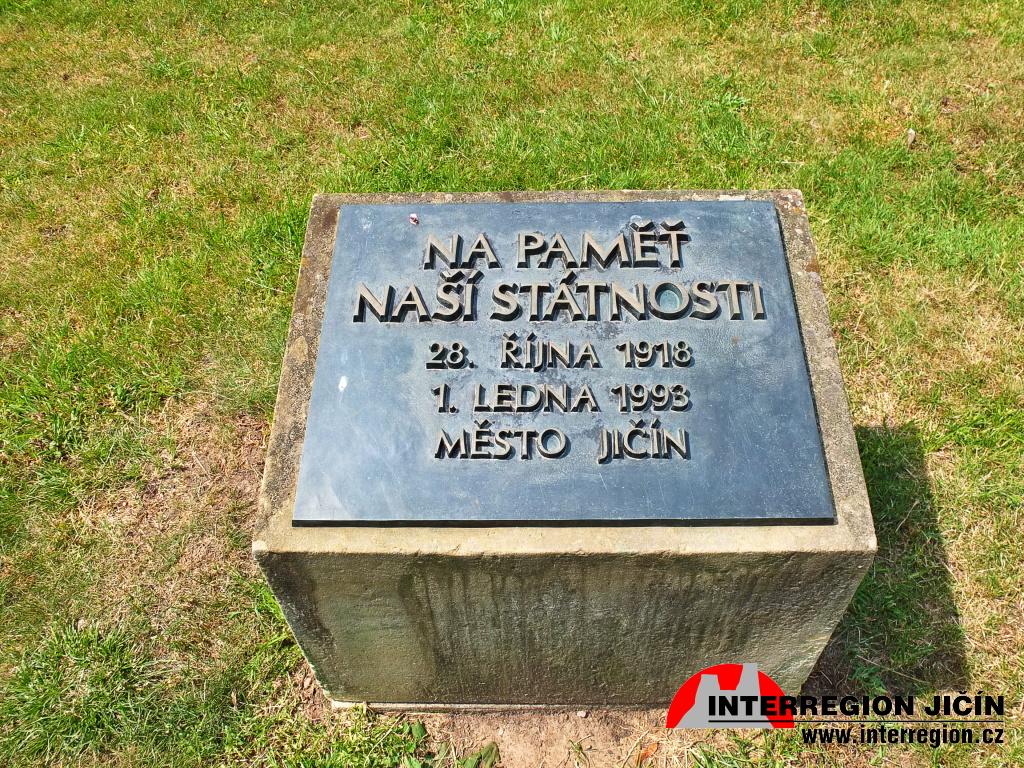 NA PAMĚŤ
NAŠÍ STÁTNOSTI
28. ŘÍJNA 1918
1. LEDNA 1993
MĚSTO JIČÍN
INTERREGION JIČÍN
www.interregion.cz